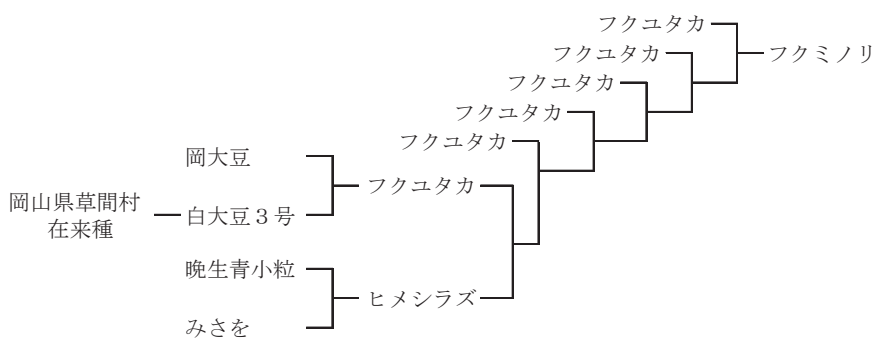 フクユタカ
フクユタカ
フクミノリ
フクユタカ
フクユタカ
フクユタカ
岡大豆
フクユタカ
岡山県草間村
在来種
白大豆3号
晩生青小粒
ヒメシラズ
みさを